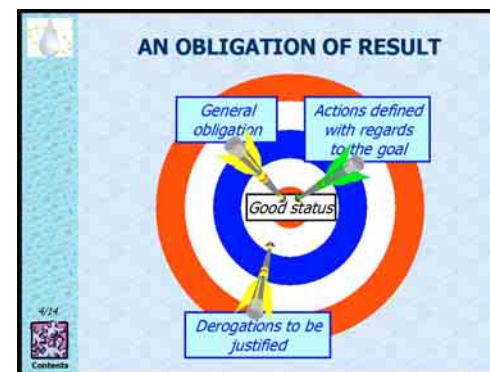 AN OBLIGATION OF RESULT
General
obligation
Actions defined
with regards
to the goal
Good status
Derogations to be
justified
4/14
Contents